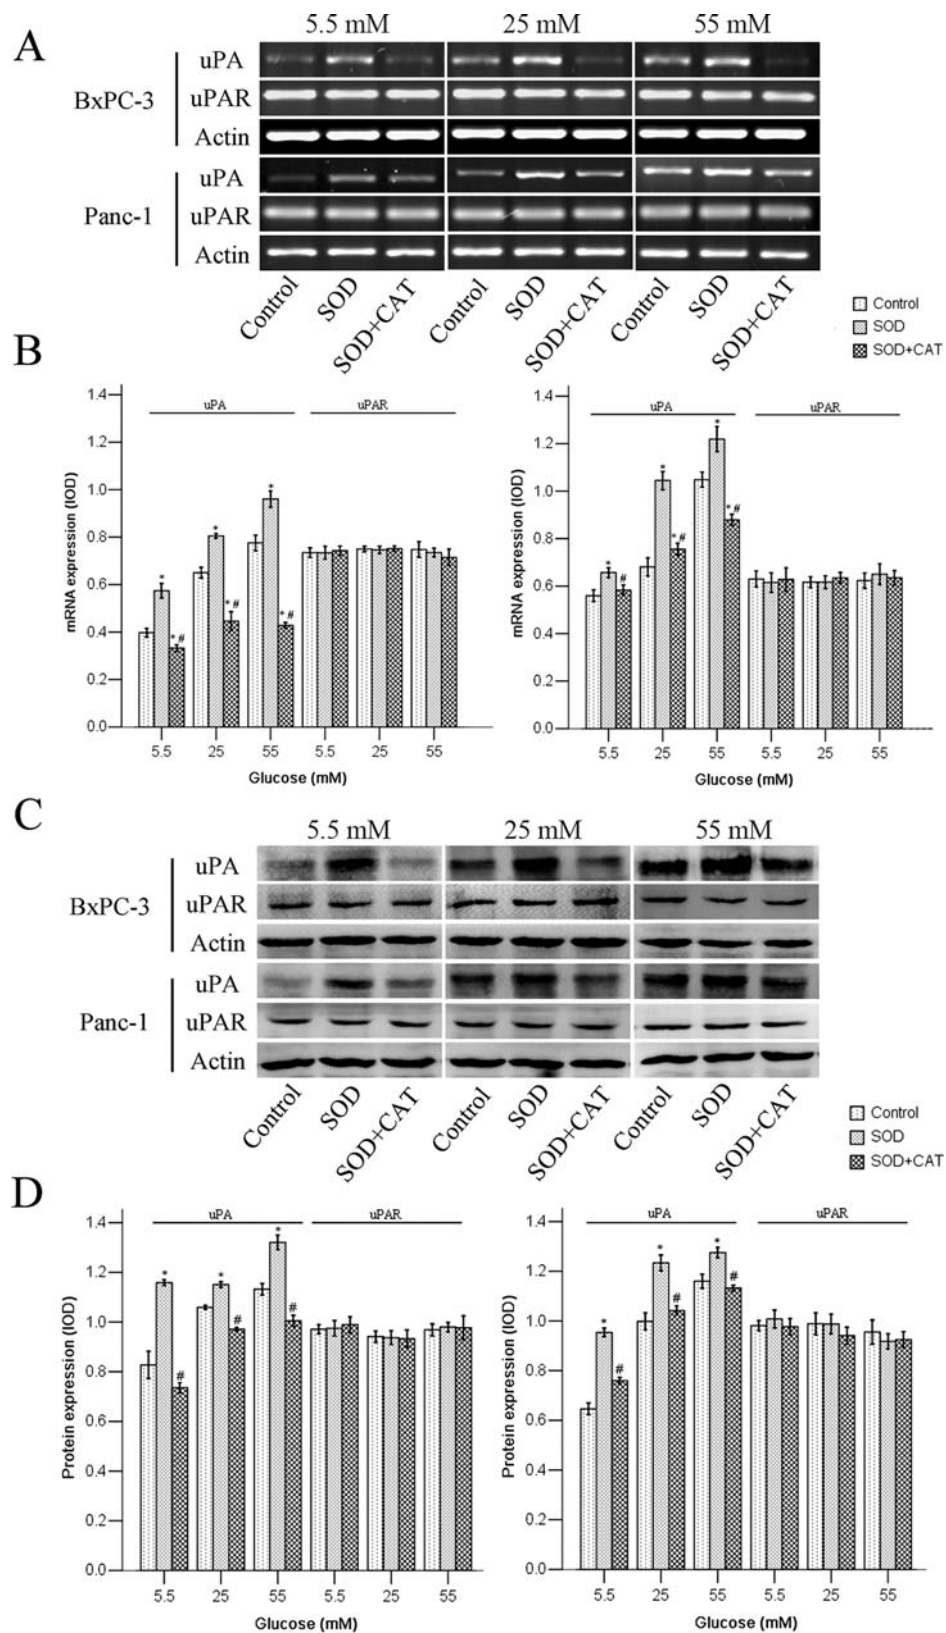 A
5.5 mM 25 mM 55 mM
BxPC-3
uPA
uPAR
Actin
Panc-1
uPA
uPAR
Actin
Control SOD SOD+CAT Control SOD SOD+CAT Control SOD SOD+CAT
Control
SOD
SOD+CAT
B
uPA uPAR
mRNA expression (IOD)
1.4
1.2
1.0
0.8
0.6
0.4
0.2
0.0
* *# * *# * *#
5.5 25 55 5.5 25 55
Glucose (mM)
uPA uPAR
mRNA expression (IOD)
1.4
1.2
1.0
0.8
0.6
0.4
0.2
0.0
* # * *# * *#
5.5 25 55 5.5 25 55
Glucose (mM)
C
5.5 mM 25 mM 55 mM
BxPC-3
uPA
uPAR
Actin
Panc-1
uPA
uPAR
Actin
Control SOD SOD+CAT Control SOD SOD+CAT Control SOD SOD+CAT
Control
SOD
SOD+CAT
D
uPA uPAR
Protein expression (IOD)
1.4
1.2
1.0
0.8
0.6
0.4
0.2
0.0
* # * # * #
5.5 25 55 5.5 25 55
Glucose (mM)
uPA uPAR
Protein expression (IOD)
1.4
1.2
1.0
0.8
0.6
0.4
0.2
0.0
* # * # * #
5.5 25 55 5.5 25 55
Glucose (mM)